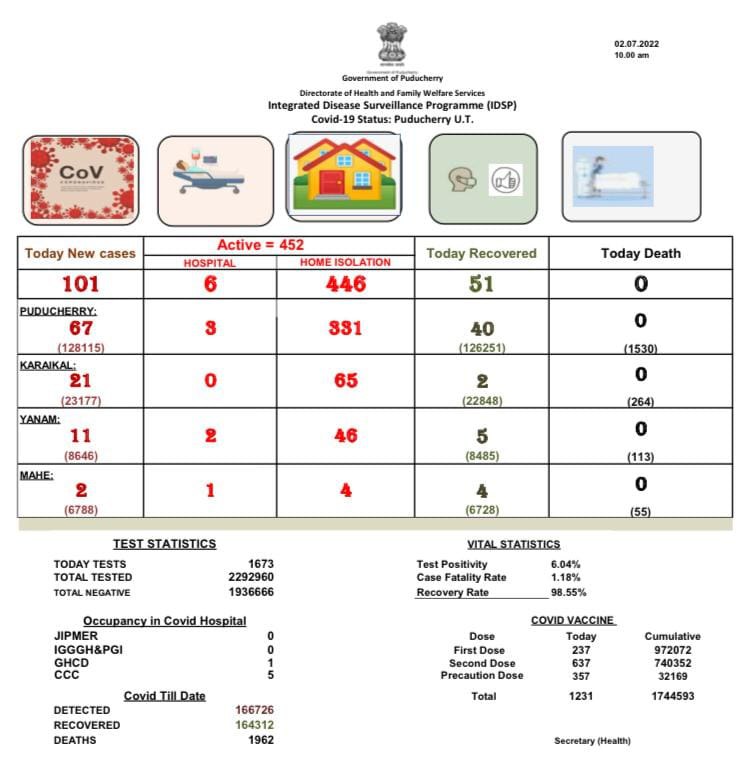 02.07.2022
10.00 am
Government of Puducherry
Government of Puducherry
Directorate of Health and Family Welfare Services
Integrated Disease Surveillance Programme (IDSP)
Covid-19 Status: Puducherry U.T.
CoV
CORONAVIRUS
Today New cases Active = 452 Today Recovered Today Death
HOSPITAL HOME ISOLATION
101 6 446 51 0
PUDUCHERRY:
67 3 331 40 0
(128115) (126251) (1530)
KARAIKAL:
21 0 65 2 0
(23177) (22848) (264)
YANAM:
11 2 46 5 0
(8646) (8485) (113)
MAHE:
2 1 4 4 0
(6788) (6728) (55)
TEST STATISTICS
TODAY TESTS 1673
TOTAL TESTED 2292960
TOTAL NEGATIVE 1936666
VITAL STATISTICS
Test Positivity 6.04%
Case Fatality Rate 1.18%
Recovery Rate 98.55%
Occupancy in Covid Hospital
JIPMER 0
IGGGH&PGI 0
GHCD 1
CCC 5
COVID VACCINE
Dose Today Cumulative
First Dose 237 972072
Second Dose 637 740352
Precaution Dose 357 32169
Total 1231 1744593
Covid Till Date
DETECTED 166726
RECOVERED 164312
DEATHS 1962
Secretary (Health)